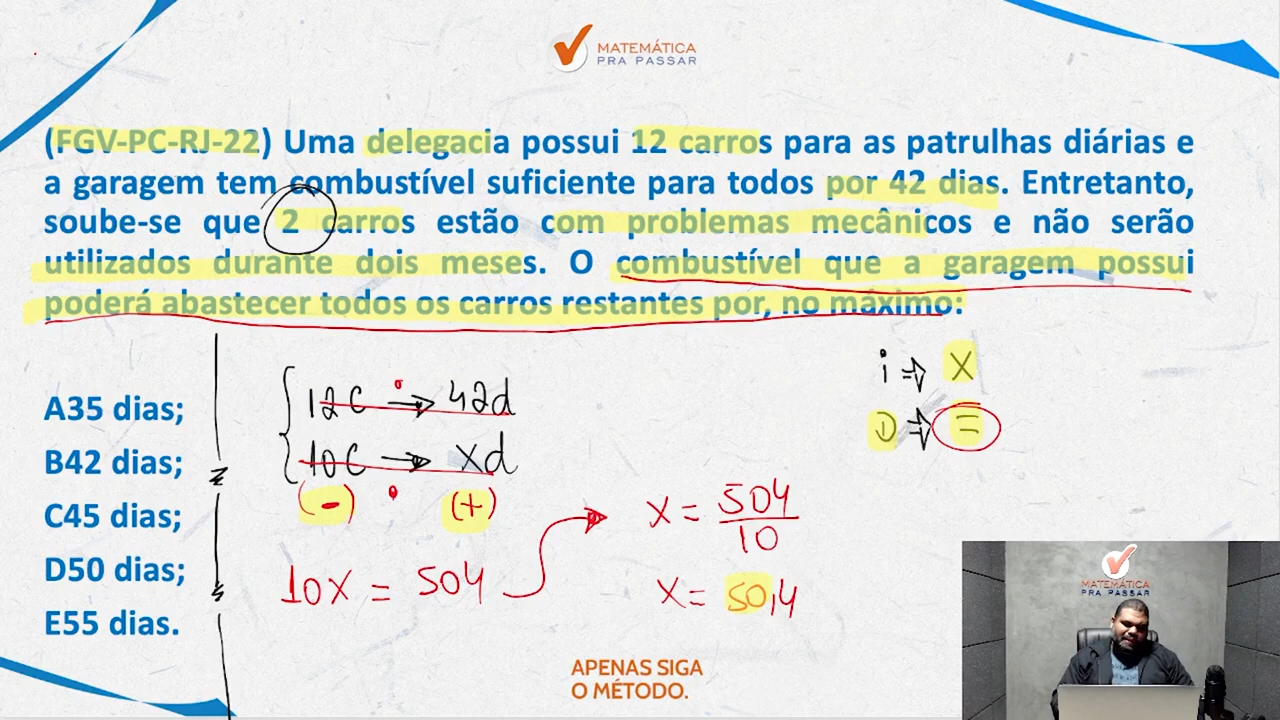 MATEMÁTICA
PRA PASSAR
(FGV-PC-RJ-22) Uma delegacia possui 12 carros para as patrulhas diárias e
a garagem tem combustível suficiente para todos por 42 dias. Entretanto,
soube-se que 2 carros estão com problemas mecânicos e não serão
utilizados durante dois meses. O combustível que a garagem possui
poderá abastecer todos os carros restantes por, no máximo:
A35 dias;
B42 dias;
C45 dias;
D50 dias;
E55 dias.
12C → 42d
10C → xd
(-) (+)
10x = 504
x = 504/10
x = 50,4
i ⇒ X
D ⇒ =
MATEMÁTICA
PRA PASSAR
APENAS SIGA
O MÉTODO.